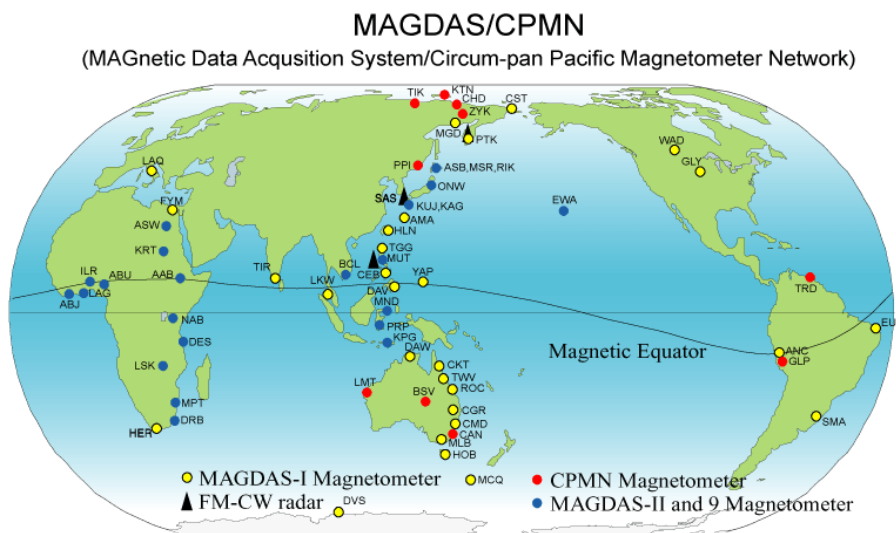 MAGDAS/CPMN
(MAGnetic Data Acqusition System/Circum-pan Pacific Magnetometer Network)
TIK
KTN
CHD
CST
ZYK
MGD
PTK
WAD
GLY
LAQ
PPI
ASB,MSR,RIK
ONW
SAS
KUJ,KAG
EWA
FYM
AMA
ASW
HLN
KRT
TGG
MUT
BCL
TIR
CEB
YAP
ILR
ABU
AAB
LKW
DAV
TRD
ABJ
LAG
MND
NAB
PRP
EU
DES
KPG
Magnetic Equator
ANC
DAW
GLP
LSK
CKT
TWV
LMT
BSV
ROC
MPT
CGR
SMA
DRB
CMD
HER
CAN
MLB
HOB
MAGDAS-I Magnetometer
MCQ
CPMN Magnetometer
FM-CW radar
DVS
MAGDAS-II and 9 Magnetometer